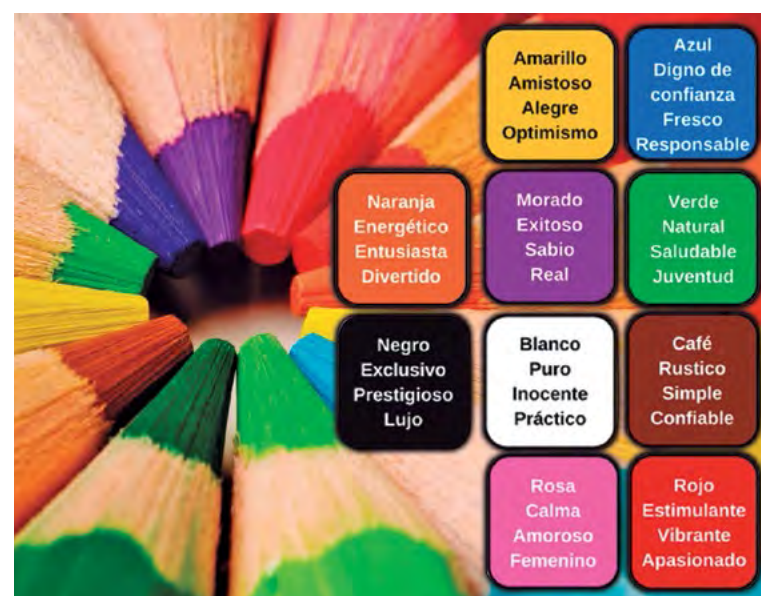 Amarillo
Amistoso
Alegre
Optimismo
Azul
Digno de
confianza
Fresco
Responsable
Naranja
Energético
Entusiasta
Divertido
Morado
Exitoso
Sabio
Real
Verde
Natural
Saludable
Juventud
Negro
Exclusivo
Prestigioso
Lujo
Blanco
Puro
Inocente
Práctico
Café
Rustico
Simple
Confiable
Rosa
Calma
Amoroso
Femenino
Rojo
Estimulante
Vibrante
Apasionado